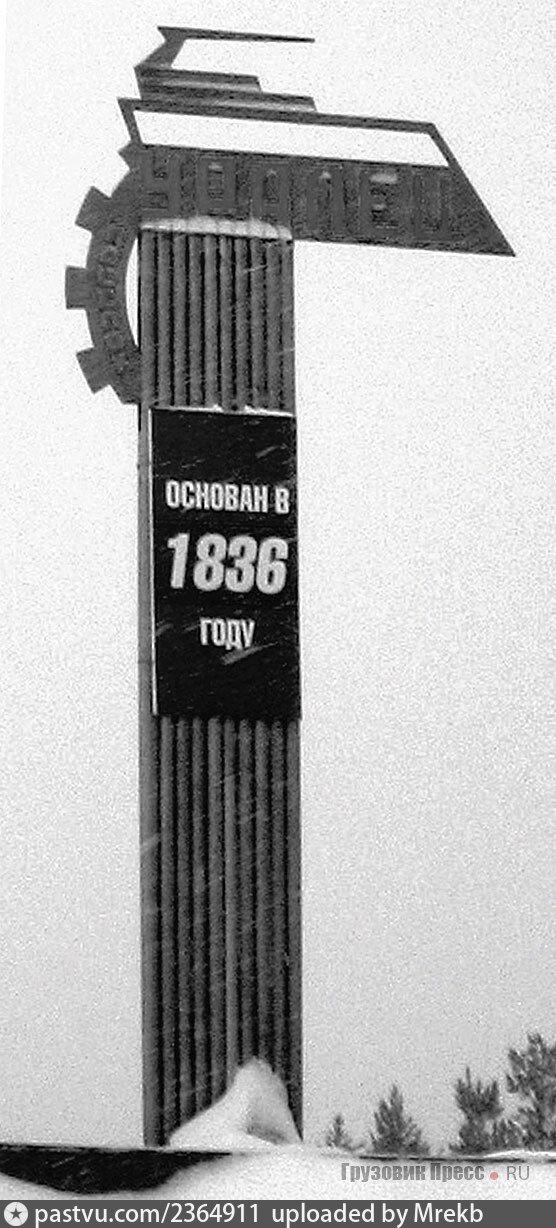 ОСНОВАН В
1836
ГОДУ
Грузовик Пресс • RU
pastvu.com/2364911 uploaded by Mrekb